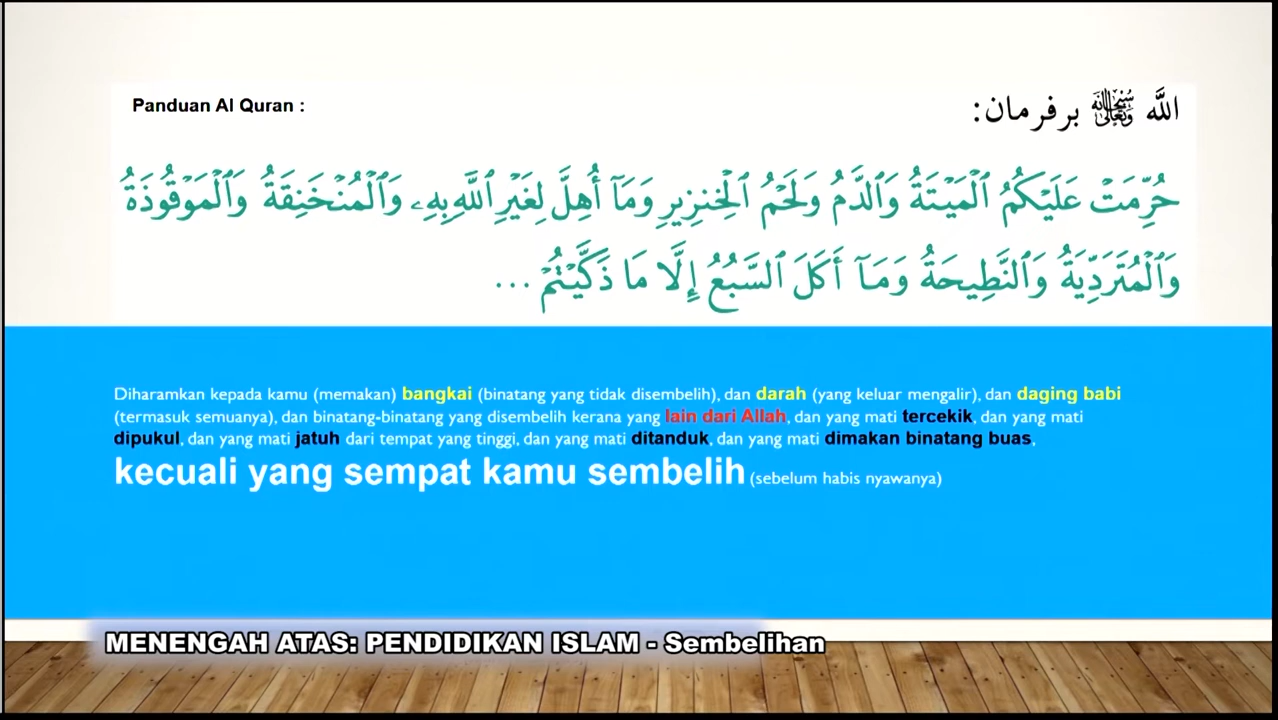 Panduan Al Quran :
الله سبحانه وتعالى برفرمان:
حُرِّمَتْ عَلَيْكُمُ ٱلْمَيْتَةُ وَٱلدَّمُ وَلَحْمُ ٱلْخِنزِيرِ وَمَآ أُهِلَّ لِغَيْرِ ٱللَّهِ بِهِۦ وَٱلْمُنْخَنِقَةُ وَٱلْمَوْقُوذَةُ
وَٱلْمُتَرَدِّيَةُ وَٱلنَّطِيحَةُ وَمَآ أَكَلَ ٱلسَّبُعُ إِلَّا مَا ذَكَّيْتُمْ ...
Diharamkan kepada kamu (memakan) bangkai (binatang yang tidak disembelih), dan darah (yang keluar mengalir), dan daging babi
(termasuk semuanya), dan binatang-binatang yang disembelih kerana yang lain dari Allah, dan yang mati tercekik, dan yang mati
dipukul, dan yang mati jatuh dari tempat yang tinggi, dan yang mati ditanduk, dan yang mati dimakan binatang buas,
kecuali yang sempat kamu sembelih (sebelum habis nyawanya)
MENENGAH ATAS: PENDIDIKAN ISLAM - Sembelihan